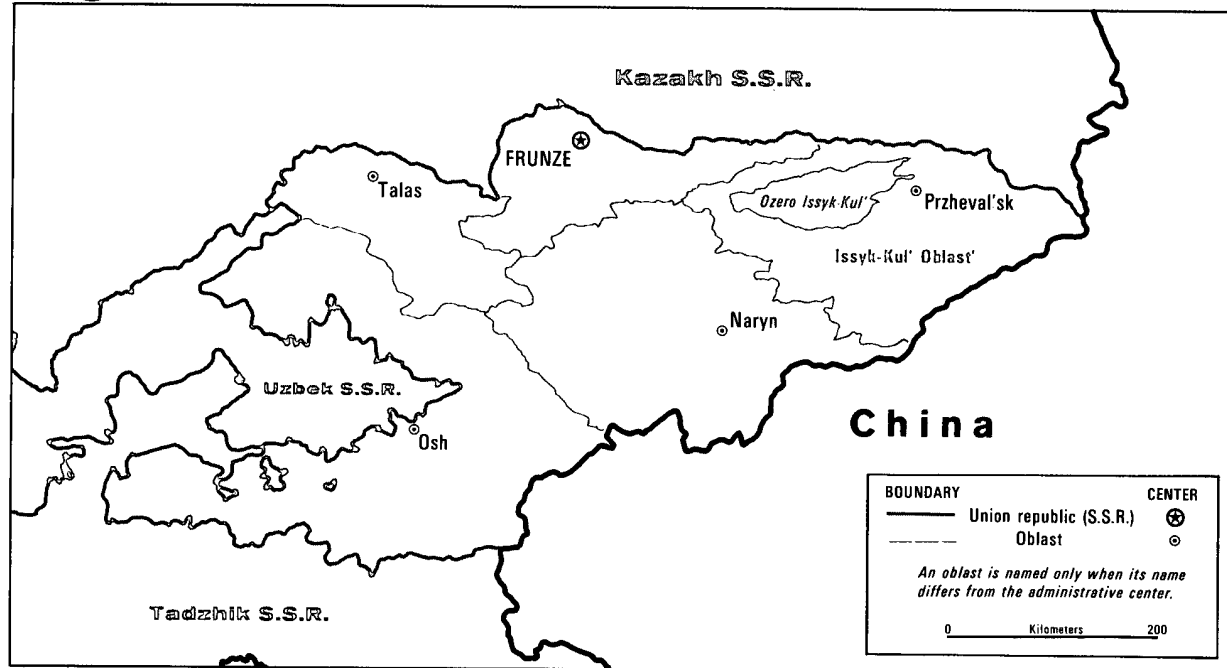 Kazakh S.S.R.
FRUNZE
Talas
Ozero Issyk-Kul'
Przheval'sk
Issyk-Kul' Oblast'
Naryn
Uzbek S.S.R.
Osh
China
Tadzhik S.S.R.
BOUNDARY CENTER
Union republic (S.S.R.)
Oblast
An oblast is named only when its name
differs from the administrative center.
0 Kilometers 200